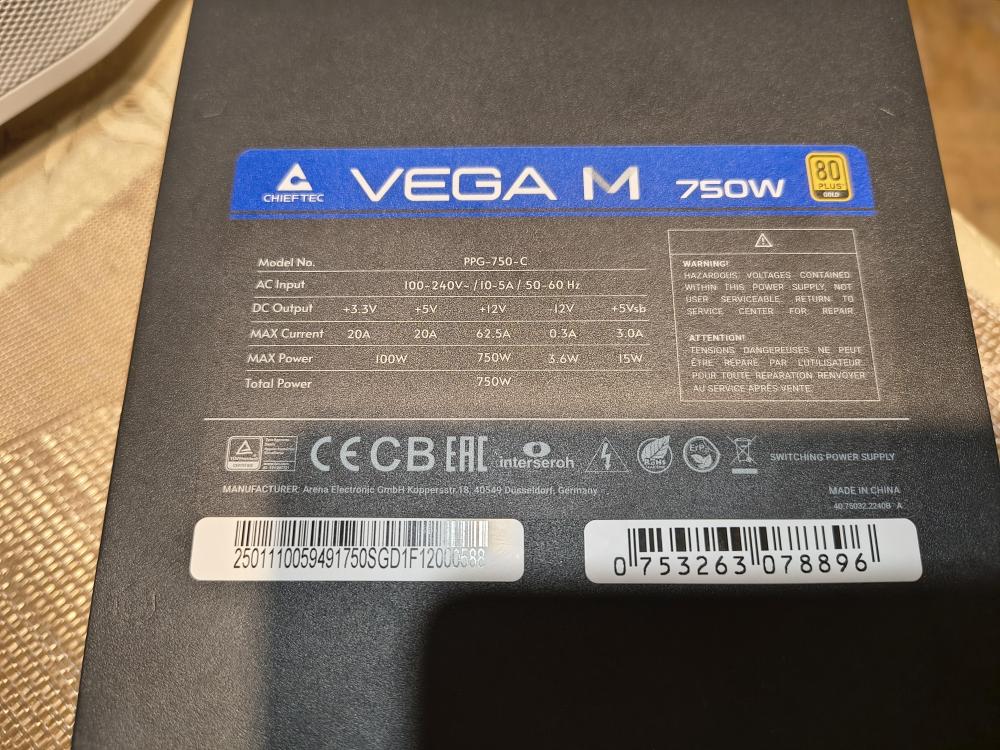 CHIEFTEC
VEGA M 750W
80
PLUS
GOLD
Model No. PPG-750-C
AC Input 100-240V~/10-5A/50-60 Hz
DC Output +3.3V +5V +12V -12V +5Vsb
MAX Current 20A 20A 62.5A 0.3A 3.0A
MAX Power 100W 750W 3.6W 15W
Total Power 750W
WARNING!
HAZARDOUS VOLTAGES CONTAINED
WITHIN THIS POWER SUPPLY, NOT
USER SERVICEABLE. RETURN TO
SERVICE CENTER FOR REPAIR.
ATTENTION!
TENSIONS DANGEREUSES NE PEUT
ÊTRE RÉPARÉ PAR L'UTILISATEUR.
POUR TOUTE RÉPARATION RENVOYER
AU SERVICE APRÈS VENTE.
CE CB EAC interseroh RoHS ErP SWITCHING POWER SUPPLY
MANUFACTURER: Arena Electronic GmbH Koppersstr.18, 40549 Düsseldorf, Germany
MADE IN CHINA
40.75032.2240B A
2501110059491750SGD1F12000588
0 753263 078896